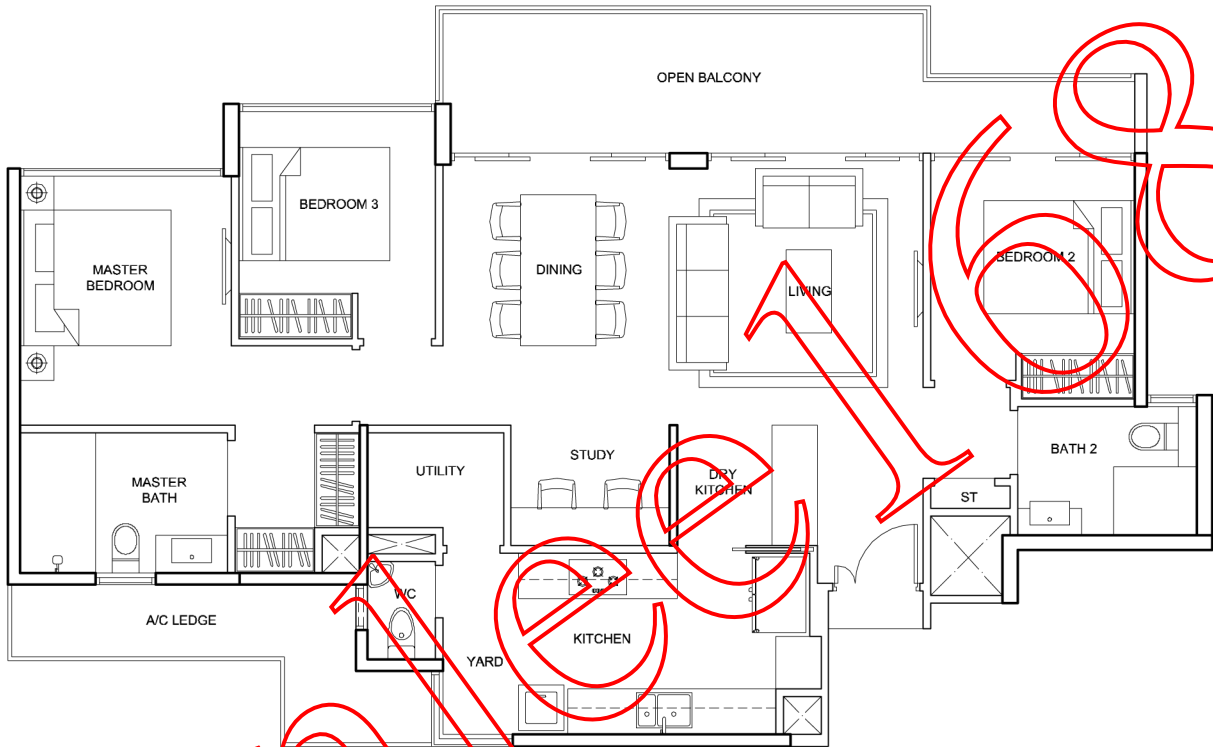 OPEN BALCONY
BEDROOM 3
MASTER
BEDROOM
DINING
LIVING
BEDROOM 2
UTILITY
STUDY
DRY
KITCHEN
BATH 2
MASTER
BATH
ST
WC
A/C LEDGE
KITCHEN
YARD